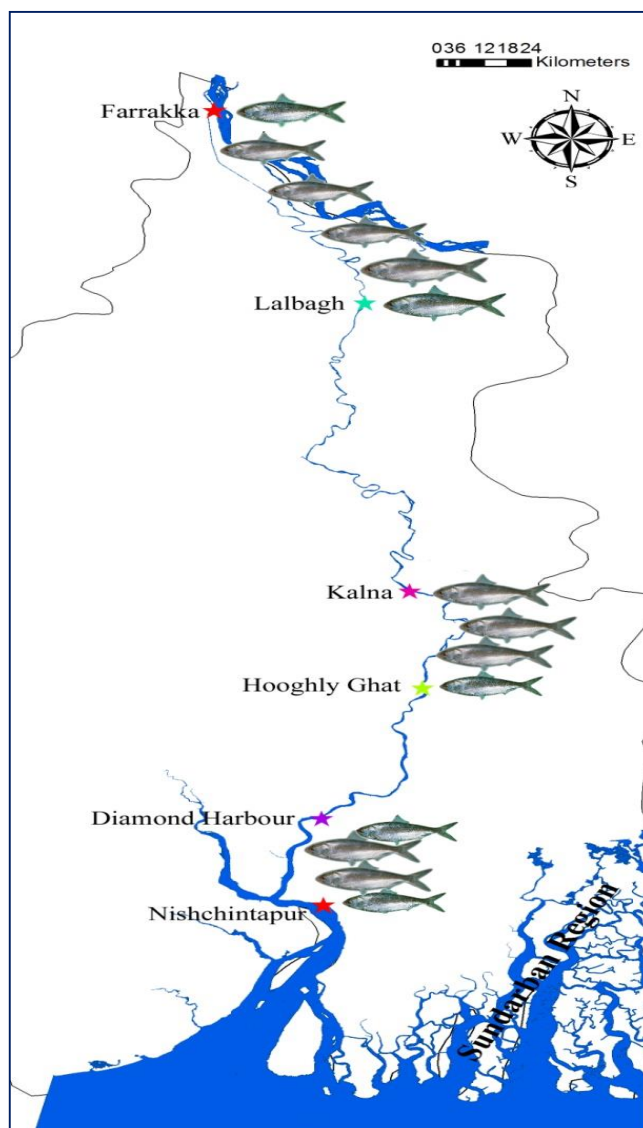 036 121824
Kilometers
N
W E
S
Farrakka
Lalbagh
Kalna
Hooghly Ghat
Diamond Harbour
Nishchintapur
Sundarban Region